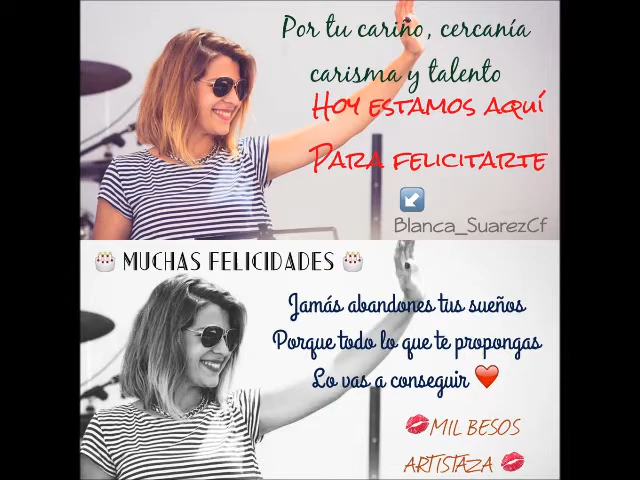 Por tu cariño, cercanía
carisma y talento
Hoy estamos aquí
Para felicitarte
Blanca_SuarezCf
MUCHAS FELICIDADES
Jamás abandones tus sueños
Porque todo lo que te propongas
Lo vas a conseguir
MIL BESOS
ARTISTAZA